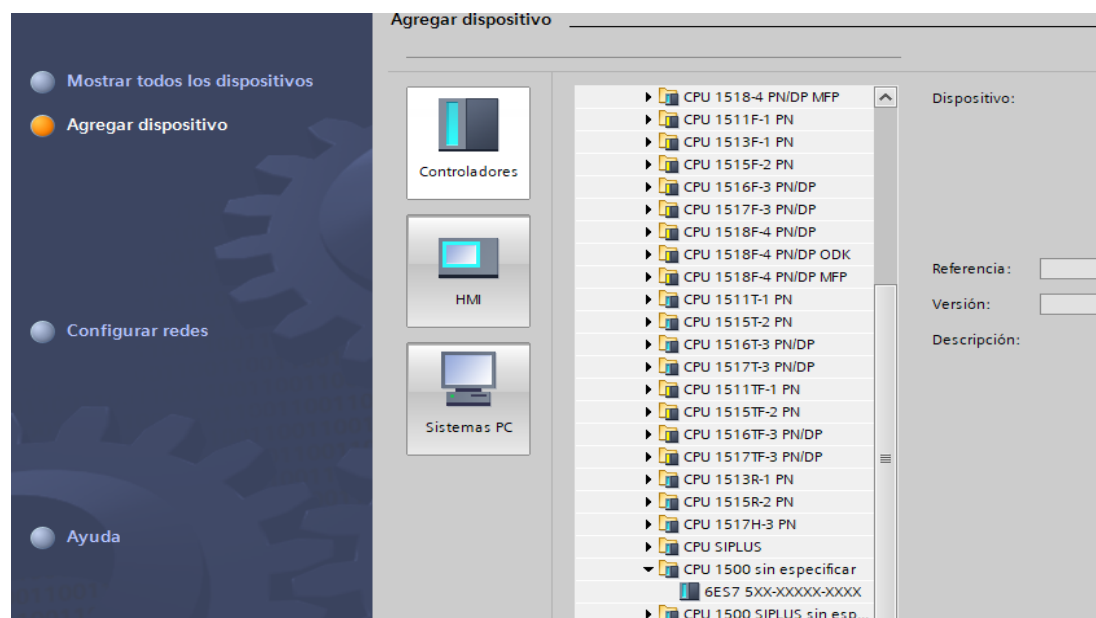 Agregar dispositivo
Mostrar todos los dispositivos
Agregar dispositivo
Configurar redes
Ayuda
Controladores
HMI
Sistemas PC
CPU 1518-4 PN/DP MFP
CPU 1511F-1 PN
CPU 1513F-1 PN
CPU 1515F-2 PN
CPU 1516F-3 PN/DP
CPU 1517F-3 PN/DP
CPU 1518F-4 PN/DP
CPU 1518F-4 PN/DP ODK
CPU 1518F-4 PN/DP MFP
CPU 1511T-1 PN
CPU 1515T-2 PN
CPU 1516T-3 PN/DP
CPU 1517T-3 PN/DP
CPU 1511TF-1 PN
CPU 1515TF-2 PN
CPU 1516TF-3 PN/DP
CPU 1517TF-3 PN/DP
CPU 1513R-1 PN
CPU 1515R-2 PN
CPU 1517H-3 PN
CPU SIPLUS
CPU 1500 sin especificar
6ES7 5XX-XXXXX-XXXX
CPU 1500 SIPLUS sin esp...
Dispositivo:
Referencia:
Versión:
Descripción: